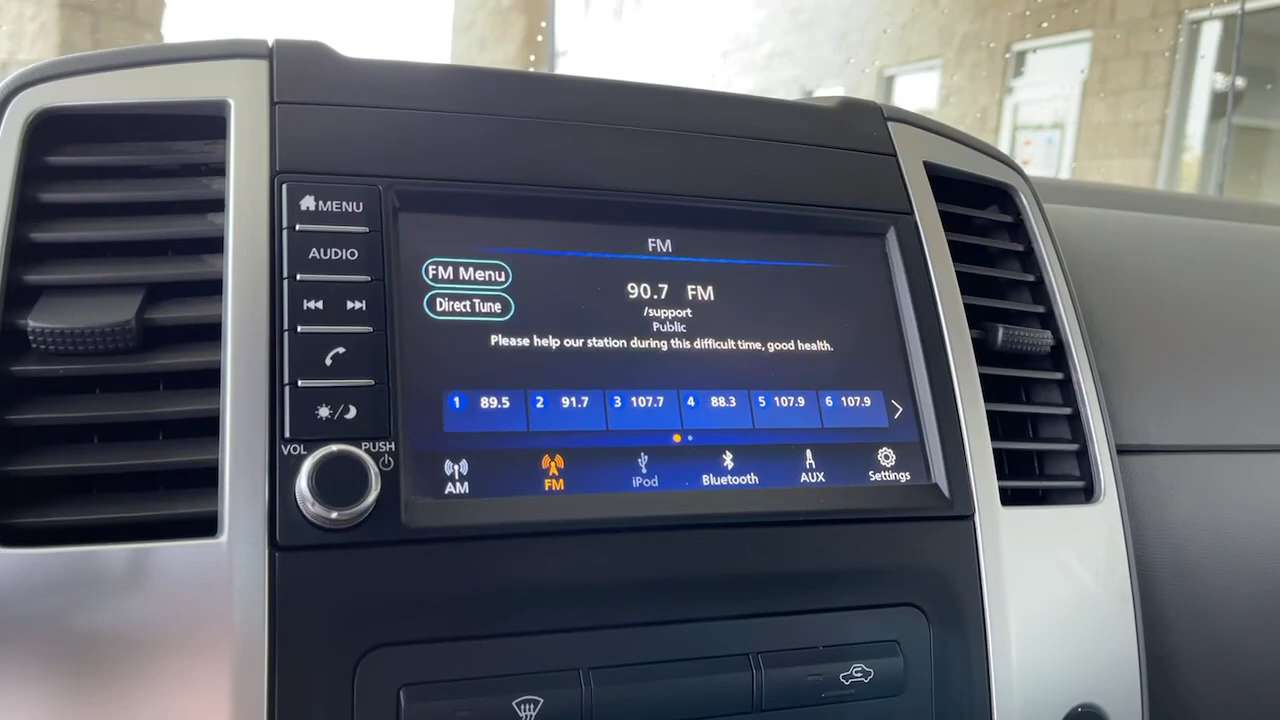 MENU
AUDIO
VOL
PUSH
FM
FM Menu
Direct Tune
90.7 FM
/support
Public
Please help our station during this difficult time, good health.
1 89.5 2 91.7 3 107.7 4 88.3 5 107.9 6 107.9
AM FM iPod Bluetooth AUX Settings